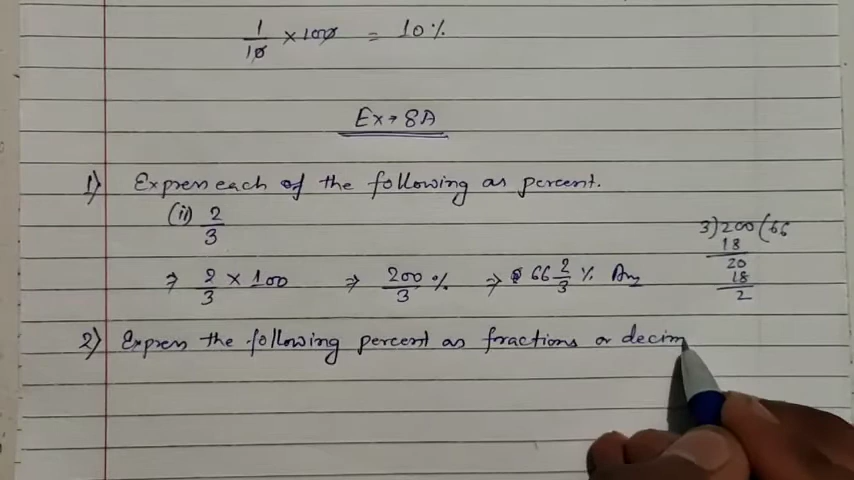 1/10 × 100 = 10%
Ex → 8A
1) Express each of the following as percent.
(ii) 2/3
⇒ 2/3 × 100 ⇒ 200/3 % ⇒ 66 2/3 % Ans
3)200(66
18
20
18
2
2) Express the following percent as fractions or decim